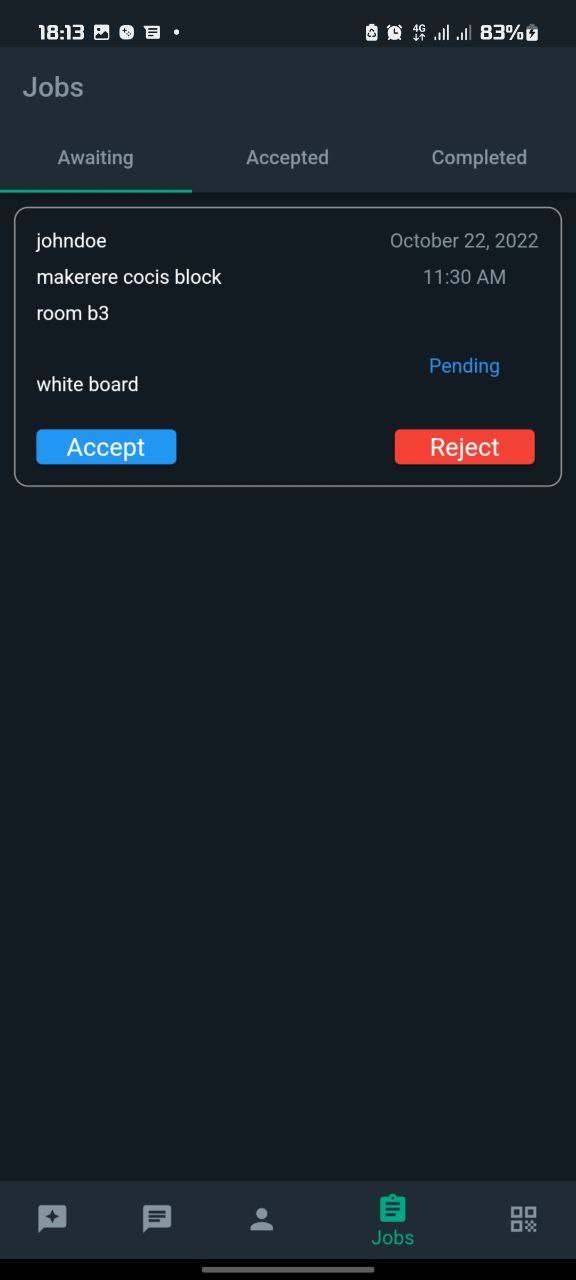 18:13 4G 83%
Jobs
Awaiting Accepted Completed
johndoe October 22, 2022
makerere cocis block 11:30 AM
room b3
Pending
white board
Accept Reject
Jobs